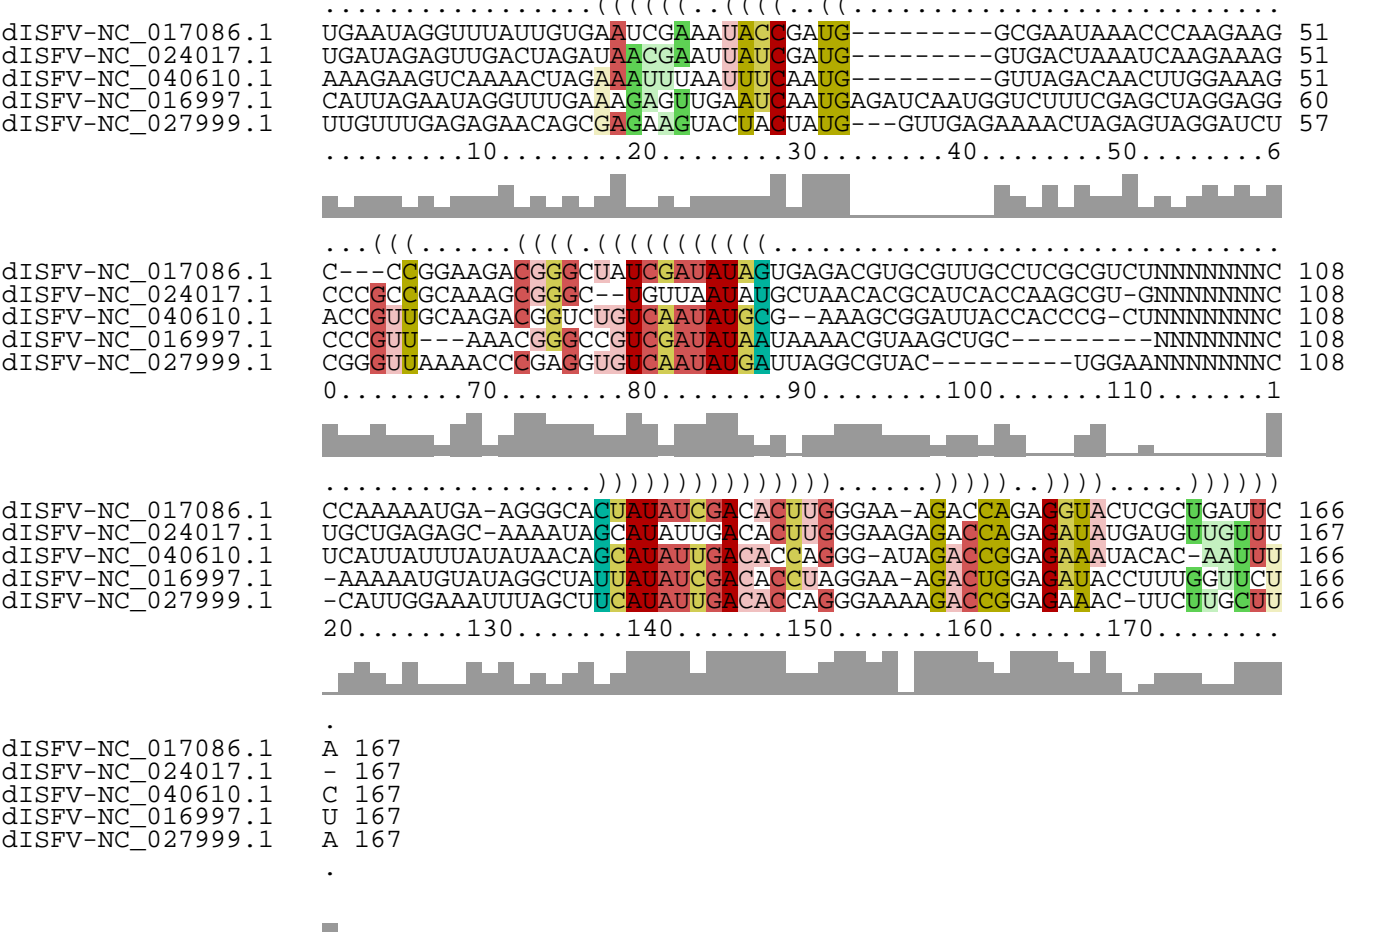 .................((((((..((((..((...........................
dISFV-NC_017086.1 UGAAUAGGUUUAUUGUGAAUCGAAAUACCGAUG---------GCGAAUAAACCCAAGAAG 51
dISFV-NC_024017.1 UGAUAGAGUUGACUAGAUAACGAAUUAUCGAUG---------GUGACUAAAUCAAGAAAG 51
dISFV-NC_040610.1 AAAGAAGUCAAAACUAGAAAUUUAAUUUCAAUG---------GUUAGACAACUUGGAAAG 51
dISFV-NC_016997.1 CAUUAGAAUAGGUUUGAAAGAGUUGAAUCAAUGAGAUCAAUGGUCUUUCGAGCUAGGAGG 60
dISFV-NC_027999.1 UUGUUUGAGAGAACAGCGAGAAGUACUACUAUG---GUUGAGAAAACUAGAGUAGGAUCU 57
.........10........20........30........40........50........6
...(((......((((.(((((((((((................................
dISFV-NC_017086.1 C---CCGGAAGACGGGCUAUCGAUAUAGUGAGACGUGCGUUGCCUCGCGUCUNNNNNNNC 108
dISFV-NC_024017.1 CCCGCCGCAAAGCGGGC--UGUUAAUAUGCUAACACGCAUCACCAAGCGU-GNNNNNNNC 108
dISFV-NC_040610.1 ACCGUUGCAAGACGGUCUGUCAAUAUGCG--AAAGCGGAUUACCACCCG-CUNNNNNNNC 108
dISFV-NC_016997.1 CCCGUU---AAACGGGCCGUCGAUAUAAUAAAACGUAAGCUGC---------NNNNNNNC 108
dISFV-NC_027999.1 CGGGUUAAAACCCGAGGUGUCAAUAUGAUUAGGCGUAC---------UGGAANNNNNNNC 108
0........70........80........90........100.......110.......1
.................))))))))))))))).......)))))..)))).....))))))
dISFV-NC_017086.1 CCAAAAAUGA-AGGGCACUAUAUCGACACUUGGGAA-AGACCAGAGGUACUCGCUGAUUC 166
dISFV-NC_024017.1 UGCUGAGAGC-AAAAUAGCAUAUUGACACUUGGGAAGAGACCAGAGAUAUGAUGUUGUUU 167
dISFV-NC_040610.1 UCAUUAUUUAUAUAACAGCAUAUUGACACCAGGG-AUAGACCGGAGAAAUACAC-AAUUU 166
dISFV-NC_016997.1 -AAAAAUGUAUAGGCUAUUAUAUCGACACCUAGGAA-AGACUGGAGAUACCUUUGGUUCU 166
dISFV-NC_027999.1 -CAUUGGAAAUUUAGCUUCAUAUUGACACCAGGGAAAAGACCGGAGAAAC-UUCUUGCUU 166
20.......130.......140.......150.......160.......170.........
.
dISFV-NC_017086.1 A 167
dISFV-NC_024017.1 - 167
dISFV-NC_040610.1 C 167
dISFV-NC_016997.1 U 167
dISFV-NC_027999.1 A 167
.